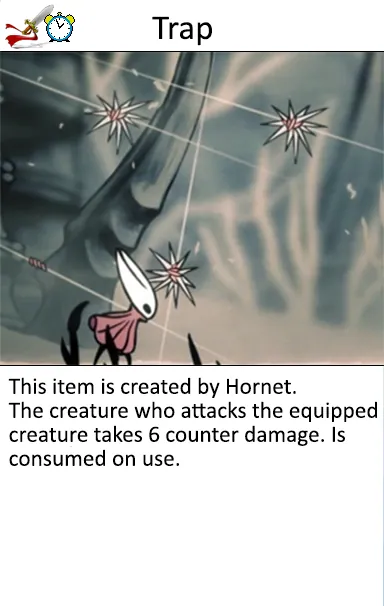 Trap
This item is created by Hornet.
The creature who attacks the equipped
creature takes 6 counter damage. Is
consumed on use.